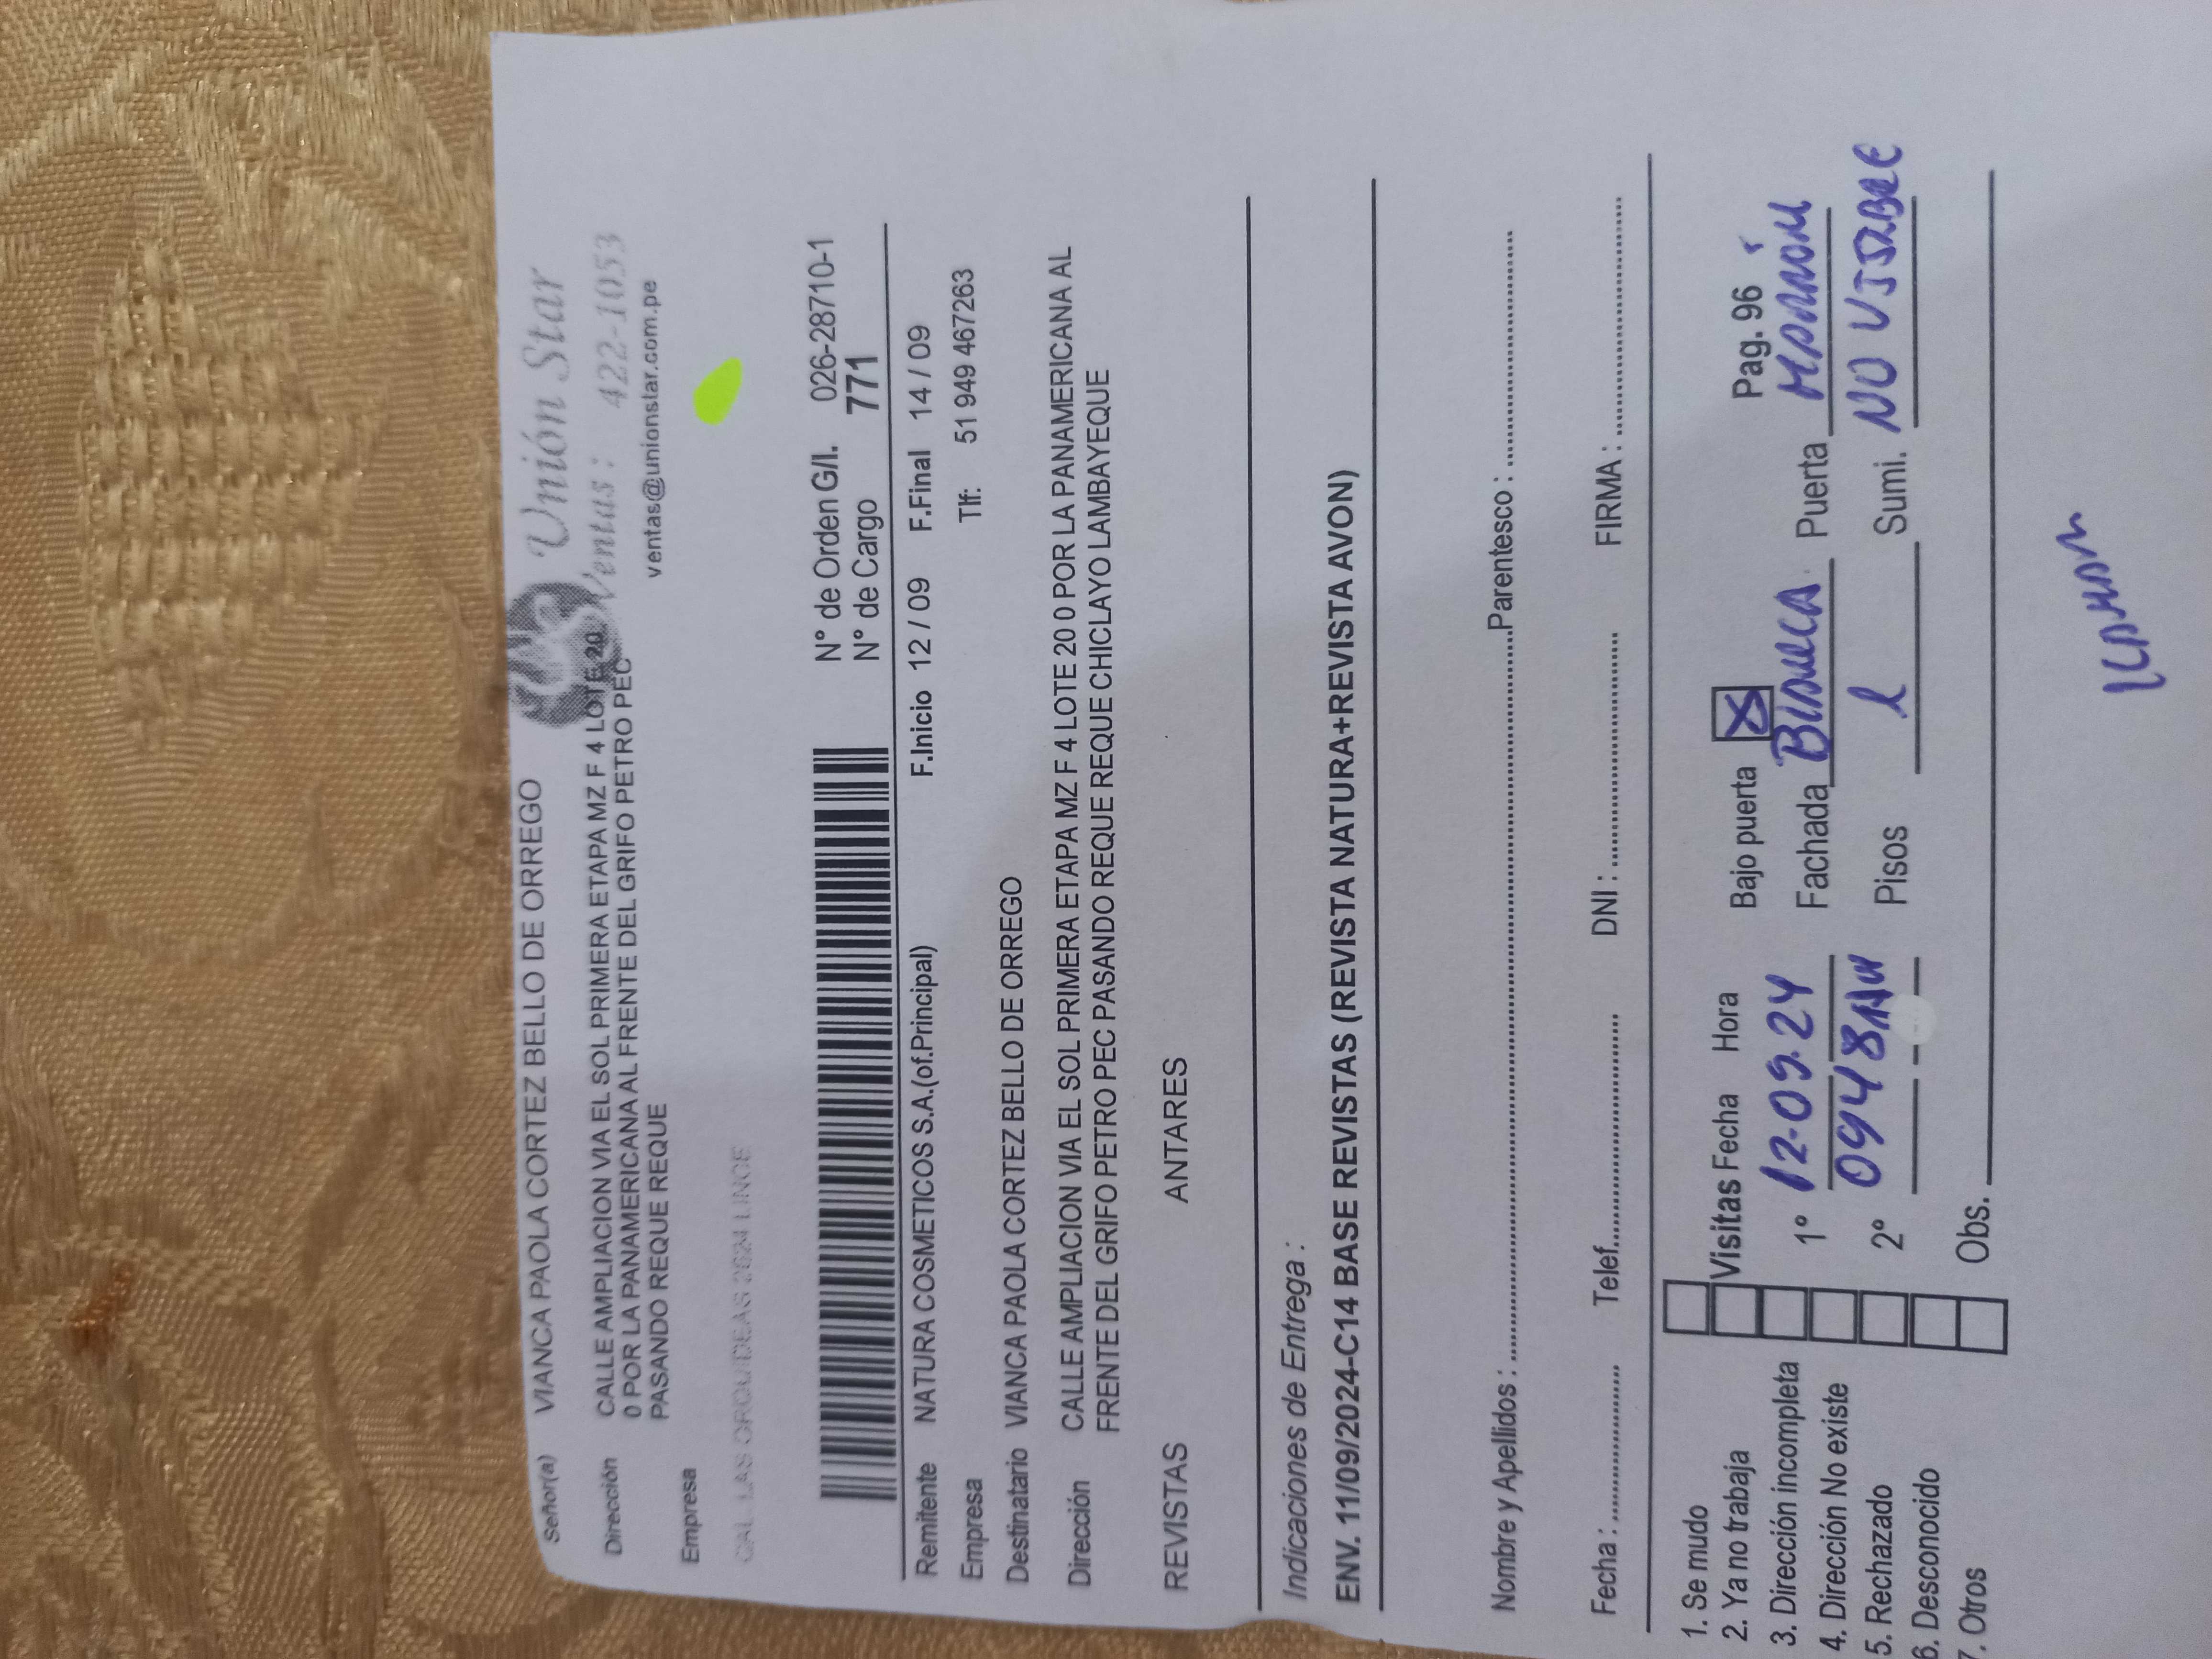 Unión Star
Ventas : 422-1053
ventas@unionstar.com.pe
Señor(a) VIANCA PAOLA CORTEZ BELLO DE ORREGO
Dirección CALLE AMPLIACION VIA EL SOL PRIMERA ETAPA MZ F 4 LOTE 20
0 POR LA PANAMERICANA AL FRENTE DEL GRIFO PETRO PEC
PASANDO REQUE REQUE
Empresa
CAL. LAS ORQUIDEAS 2624 LINCE
N° de Orden G/I. 026-28710-1
N° de Cargo 771
Remitente NATURA COSMETICOS S.A.(of.Principal) F.Inicio 12 / 09 F.Final 14 / 09
Empresa Tlf: 51 949 467263
Destinatario VIANCA PAOLA CORTEZ BELLO DE ORREGO
Dirección CALLE AMPLIACION VIA EL SOL PRIMERA ETAPA MZ F 4 LOTE 20 0 POR LA PANAMERICANA AL
FRENTE DEL GRIFO PETRO PEC PASANDO REQUE REQUE CHICLAYO LAMBAYEQUE
REVISTAS ANTARES
Indicaciones de Entrega :
ENV. 11/09/2024-C14 BASE REVISTAS (REVISTA NATURA+REVISTA AVON)
Nombre y Apellidos : Parentesco :
Fecha : Telef. DNI : FIRMA :
1. Se mudo
2. Ya no trabaja
3. Dirección incompleta
4. Dirección No existe
5. Rechazado
6. Desconocido
7. Otros
Visitas Fecha Hora Bajo puerta X Pag. 96
1° 12-09-24 Fachada BLANCA Puerta MARRÓN
0948AM
2° Pisos 1 Sumi. NO VISIBLE
Obs.